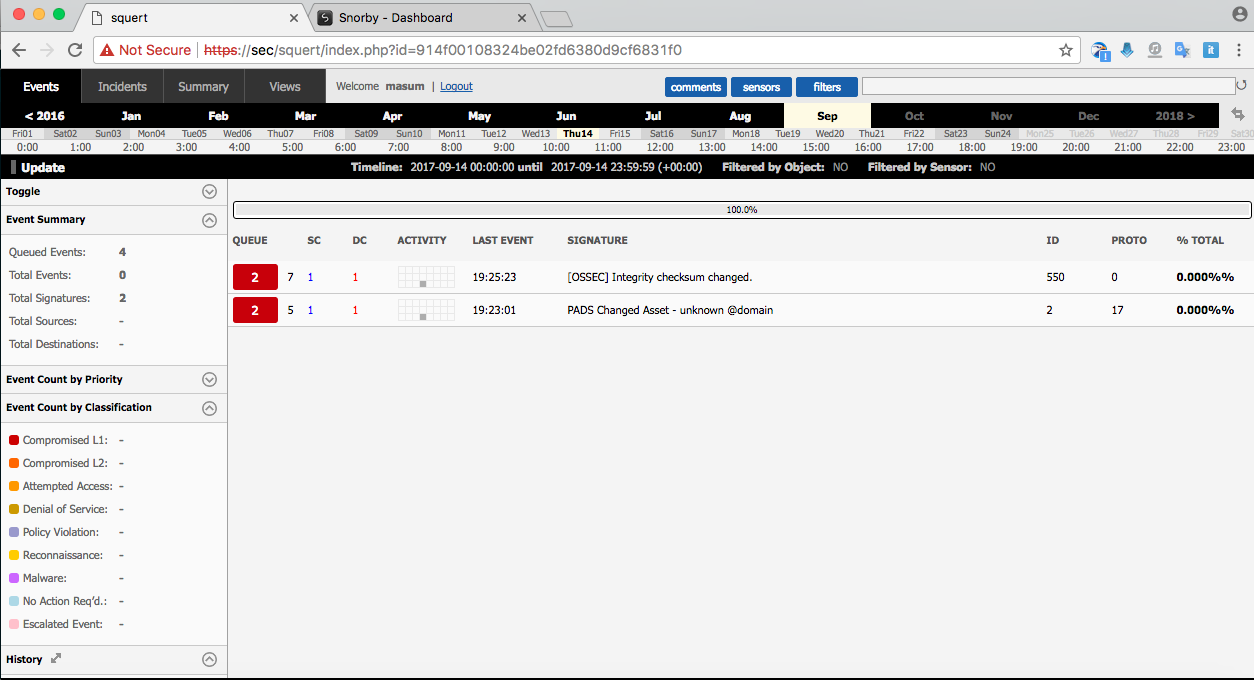 squert
Snorby - Dashboard
Not Secure https://sec/squert/index.php?id=914f00108324be02fd6380d9cf6831f0
Events Incidents Summary Views Welcome masum | Logout comments sensors filters
< 2016 Jan Feb Mar Apr May Jun Jul Aug Sep Oct Nov Dec 2018 >
Fri01 Sat02 Sun03 Mon04 Tue05 Wed06 Thu07 Fri08 Sat09 Sun10 Mon11 Tue12 Wed13 Thu14 Fri15 Sat16 Sun17 Mon18 Tue19 Wed20 Thu21 Fri22 Sat23 Sun24 Mon25 Tue26 Wed27 Thu28 Fri29 Sat30
0:00 1:00 2:00 3:00 4:00 5:00 6:00 7:00 8:00 9:00 10:00 11:00 12:00 13:00 14:00 15:00 16:00 17:00 18:00 19:00 20:00 21:00 22:00 23:00
Update Timeline: 2017-09-14 00:00:00 until 2017-09-14 23:59:59 (+00:00) Filtered by Object: NO Filtered by Sensor: NO
Toggle
Event Summary
Queued Events: 4
Total Events: 0
Total Signatures: 2
Total Sources: -
Total Destinations: -
Event Count by Priority
Event Count by Classification
Compromised L1: -
Compromised L2: -
Attempted Access: -
Denial of Service: -
Policy Violation: -
Reconnaissance: -
Malware: -
No Action Req'd.: -
Escalated Event: -
History
100.0%
QUEUE SC DC ACTIVITY LAST EVENT SIGNATURE ID PROTO % TOTAL
2 7 1 1 19:25:23 [OSSEC] Integrity checksum changed. 550 0 0.000%%
2 5 1 1 19:23:01 PADS Changed Asset - unknown @domain 2 17 0.000%%